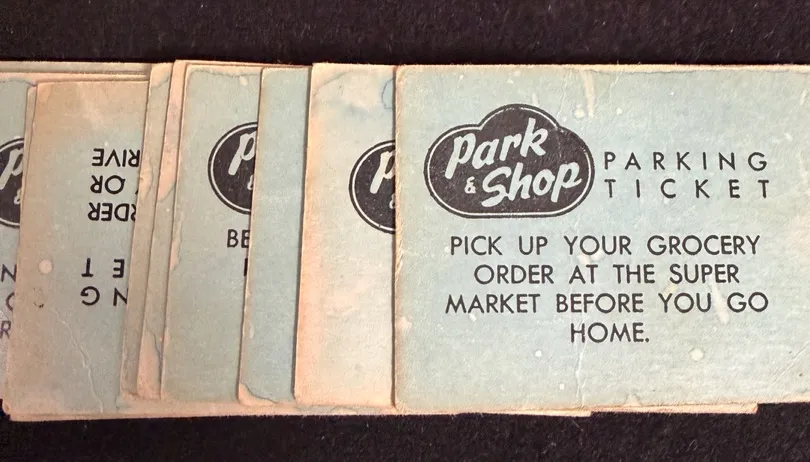 Park
& Shop
PARKING
TICKET
PICK UP YOUR GROCERY
ORDER AT THE SUPER
MARKET BEFORE YOU GO
HOME.